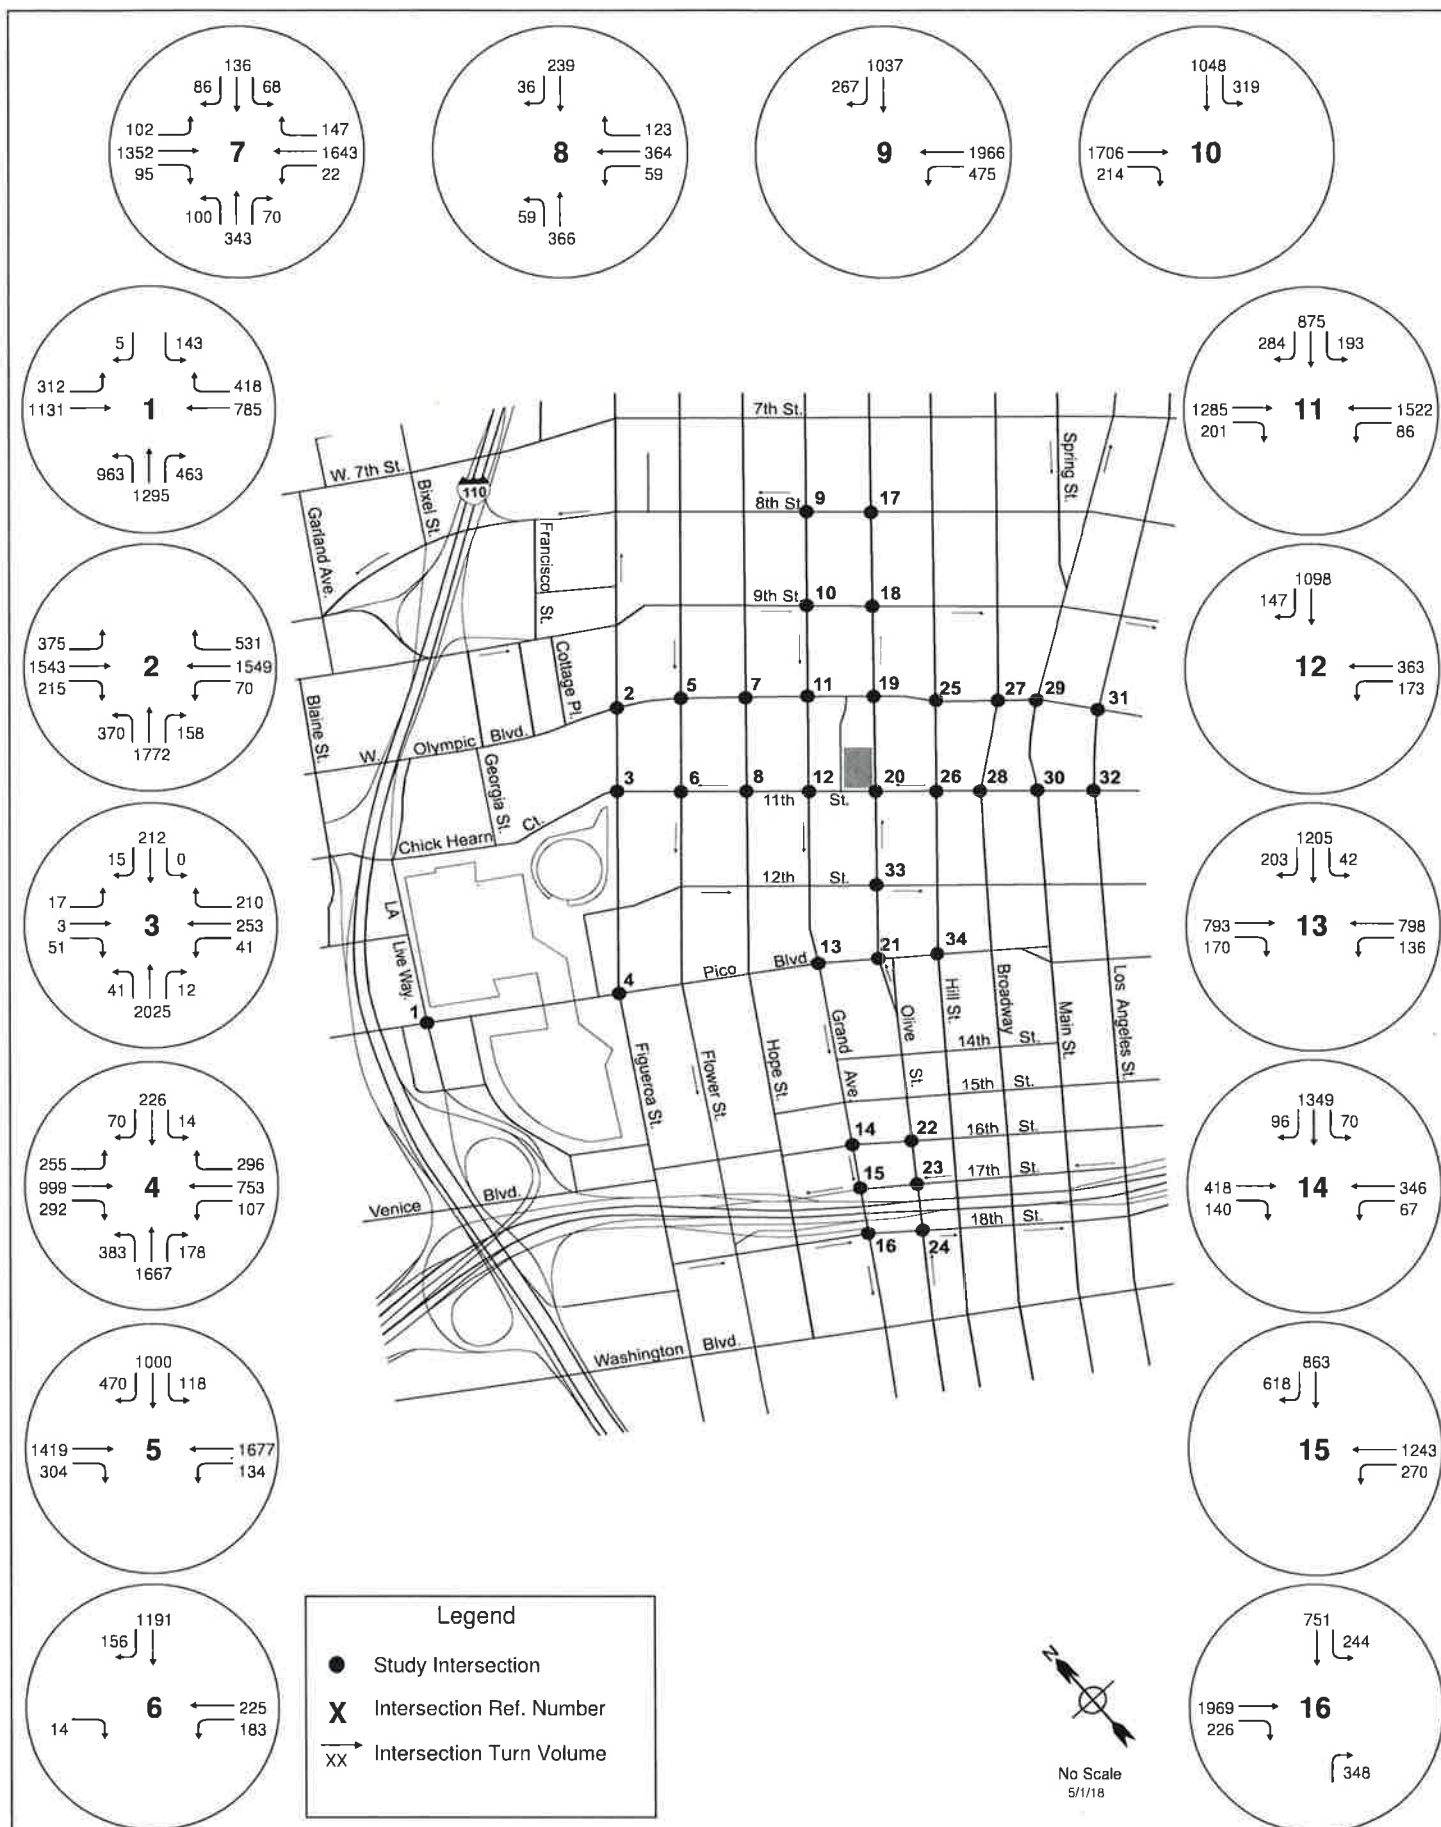 136
86 68
102 147
1352 7 1643
95 22
100 70
343
239
36
123
8 364
59
59
366
1037
267
9 1966
475
1048
319
1706 10
214
5 143
312 418
1131 1 785
963 463
1295
875
284 193
1285 11 1522
201 86
375 531
1543 2 1549
215 70
370 158
1772
1098
147
12 363
173
212
15 0
17 210
3 3 253
51 41
41 12
2025
1205
203 42
793 13 798
170 136
226
70 14
255 296
999 4 753
292 107
383 178
1667
1349
96 70
418 14 346
140 67
1000
470 118
1419 5 1677
304 134
863
618
15 1243
270
1191
156
6 225
14 183
751
244
1969 16
226
348
7th St.
W. 7th St.
110
Spring St.
Bixel St.
Garland Ave.
8th St.
9 17
Francisco St.
9th St.
10 18
Cottage Pl.
2 5 7 11 19 25 27 29 31
W. Olympic Blvd.
Blaine St.
Georgia St.
3 6 8 12 20 26 28 30 32
11th St.
Chick Hearn Ct.
12th St.
33
LA Live Way.
13 21 34
Pico Blvd.
4
1
Figueroa St.
Flower St.
Hope St.
Grand Ave.
Olive St.
Hill St.
Broadway
Main St.
Los Angeles St.
14th St.
15th St.
14 22
16th St.
15 23
17th St.
Venice Blvd.
18th St.
16 24
Washington Blvd.
Legend
Study Intersection
X Intersection Ref. Number
XX Intersection Turn Volume
N
No Scale
5/1/18